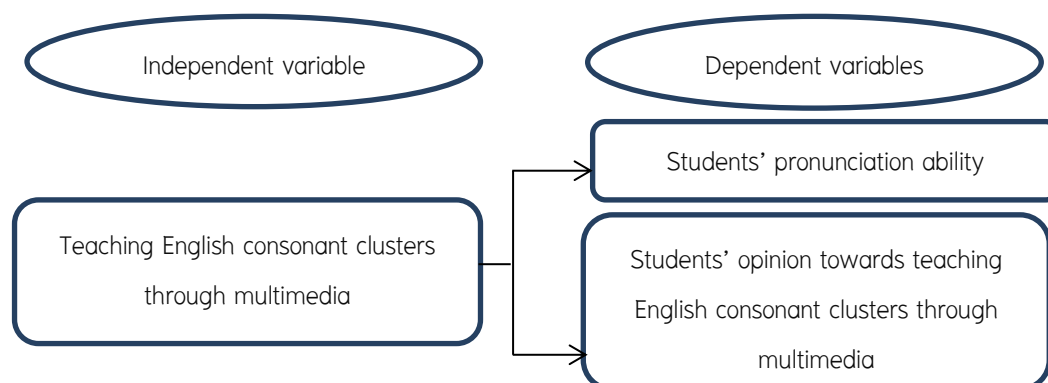 Independent variable
Dependent variables
Students’ pronunciation ability
Teaching English consonant clusters
through multimedia
Students’ opinion towards teaching
English consonant clusters through
multimedia